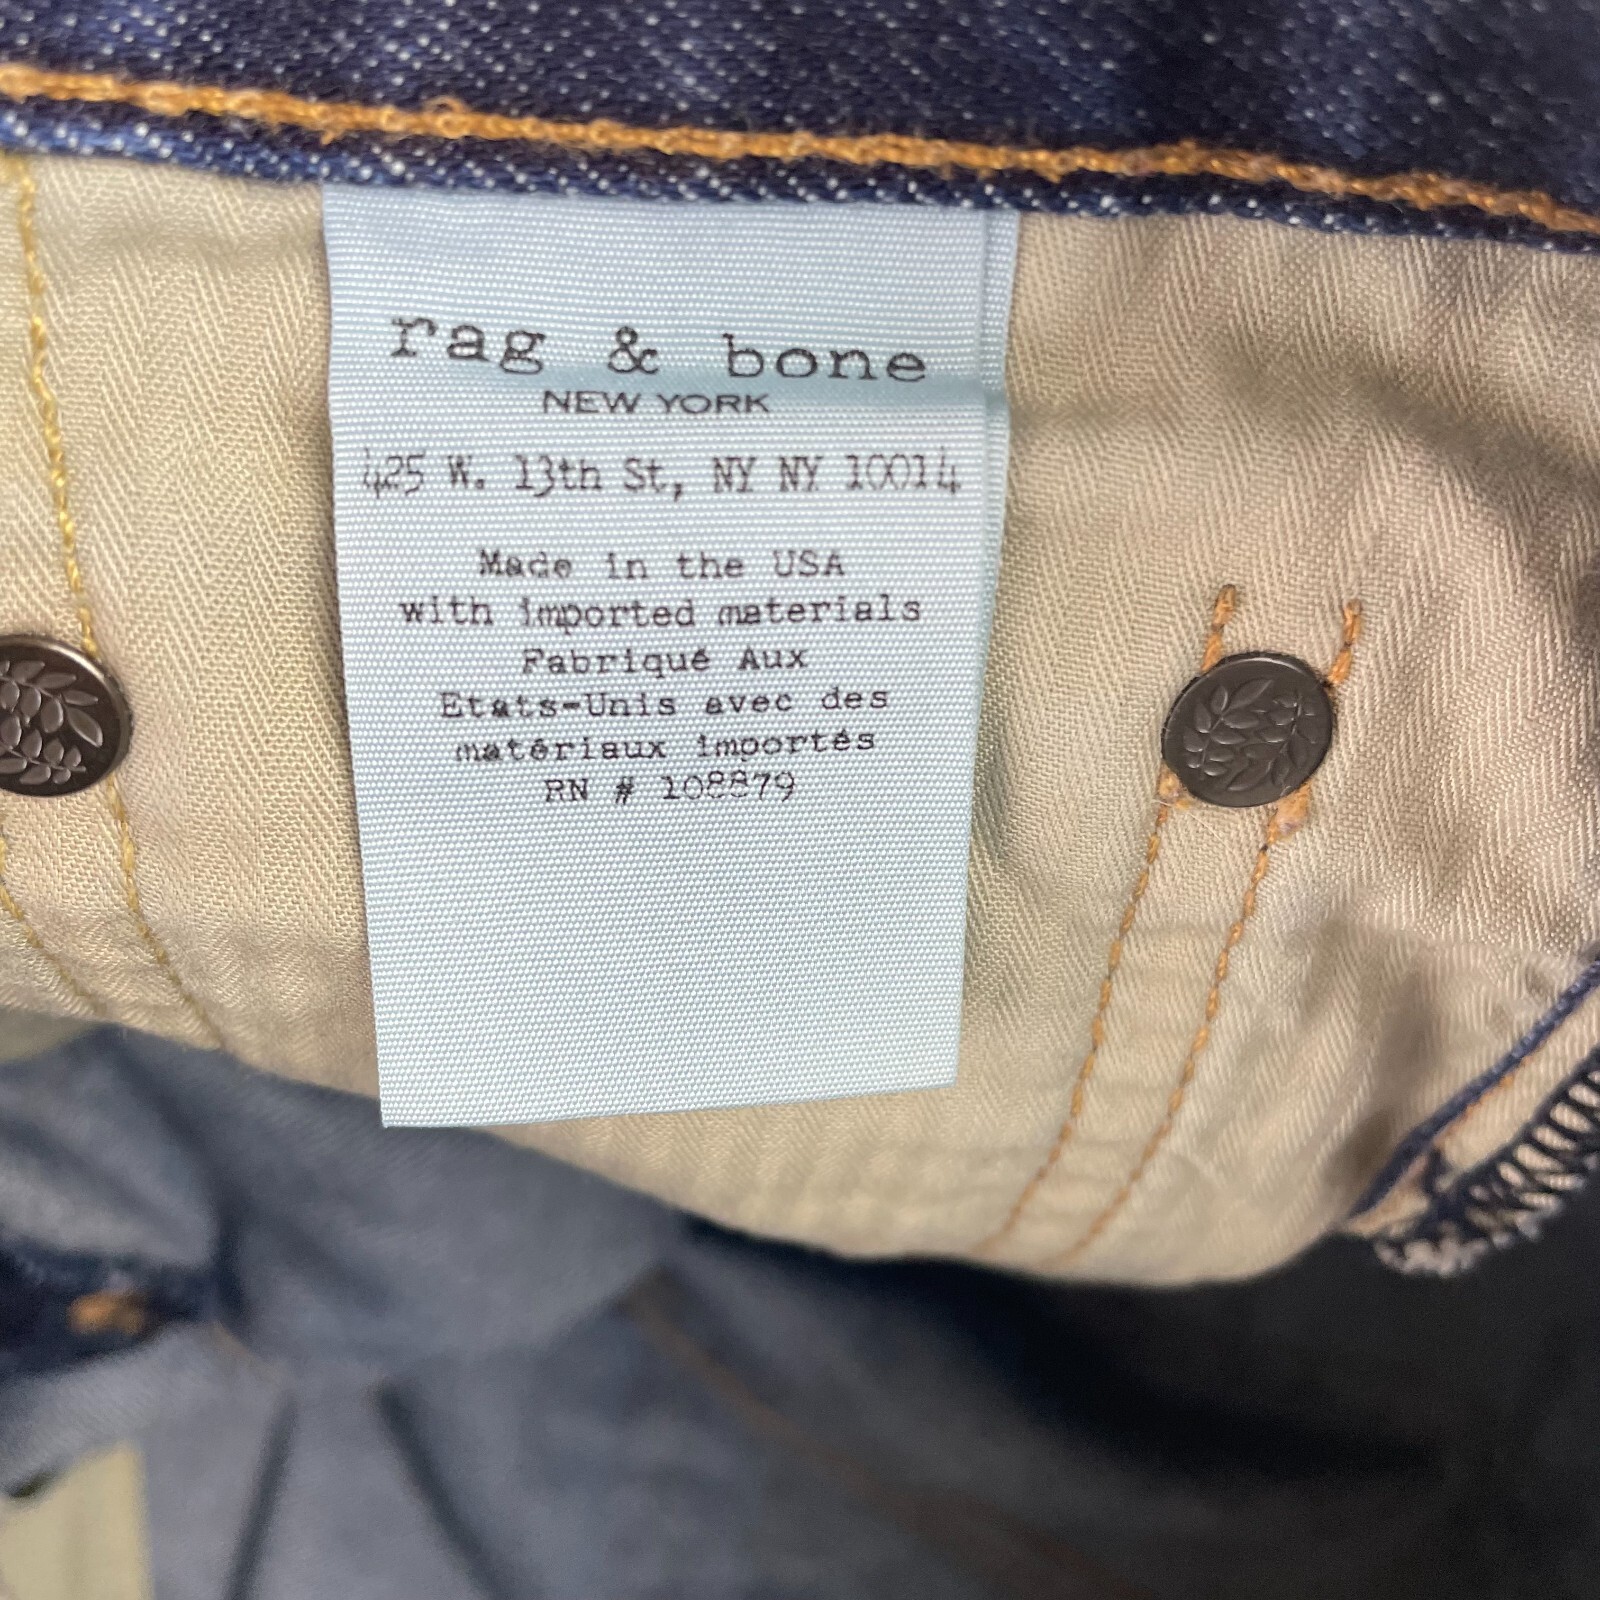 rag & bone
NEW YORK
425 W. 13th St, NY NY 10014
Made in the USA
with imported materials
Fabriqué Aux
Etats-Unis avec des
matériaux importés
RN # 108879